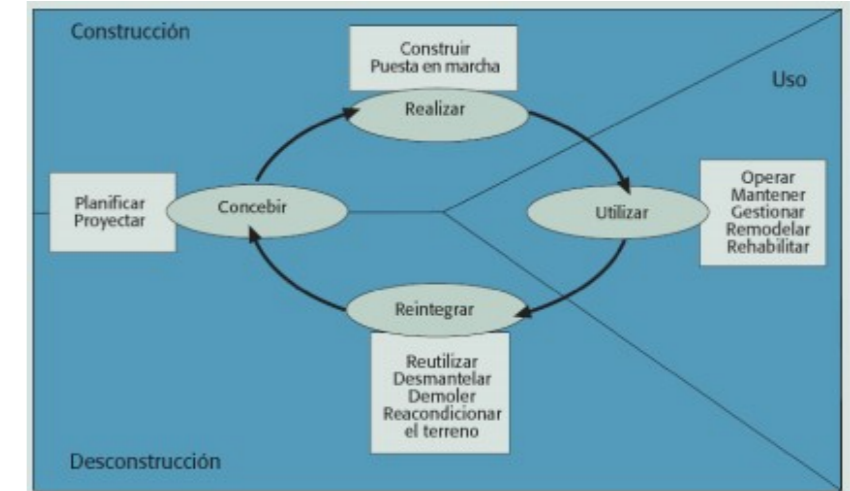 Construcción
Construir
Puesta en marcha
Realizar
Uso
Planificar
Proyectar
Concebir
Utilizar
Operar
Mantener
Gestionar
Remodelar
Rehabilitar
Reintegrar
Reutilizar
Desmantelar
Demoler
Reacondicionar
el terreno
Desconstrucción